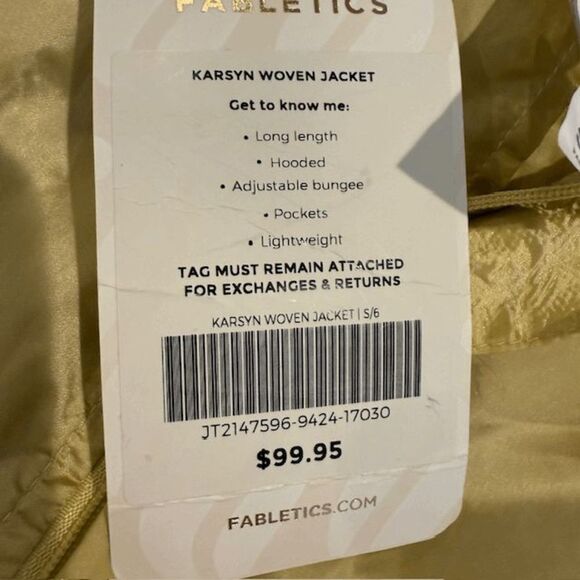 FABLETICS
KARSYN WOVEN JACKET
Get to know me:
• Long length
• Hooded
• Adjustable bungee
• Pockets
• Lightweight
TAG MUST REMAIN ATTACHED
FOR EXCHANGES & RETURNS
KARSYN WOVEN JACKET | S/6
JT2147596-9424-17030
$99.95
FABLETICS.COM